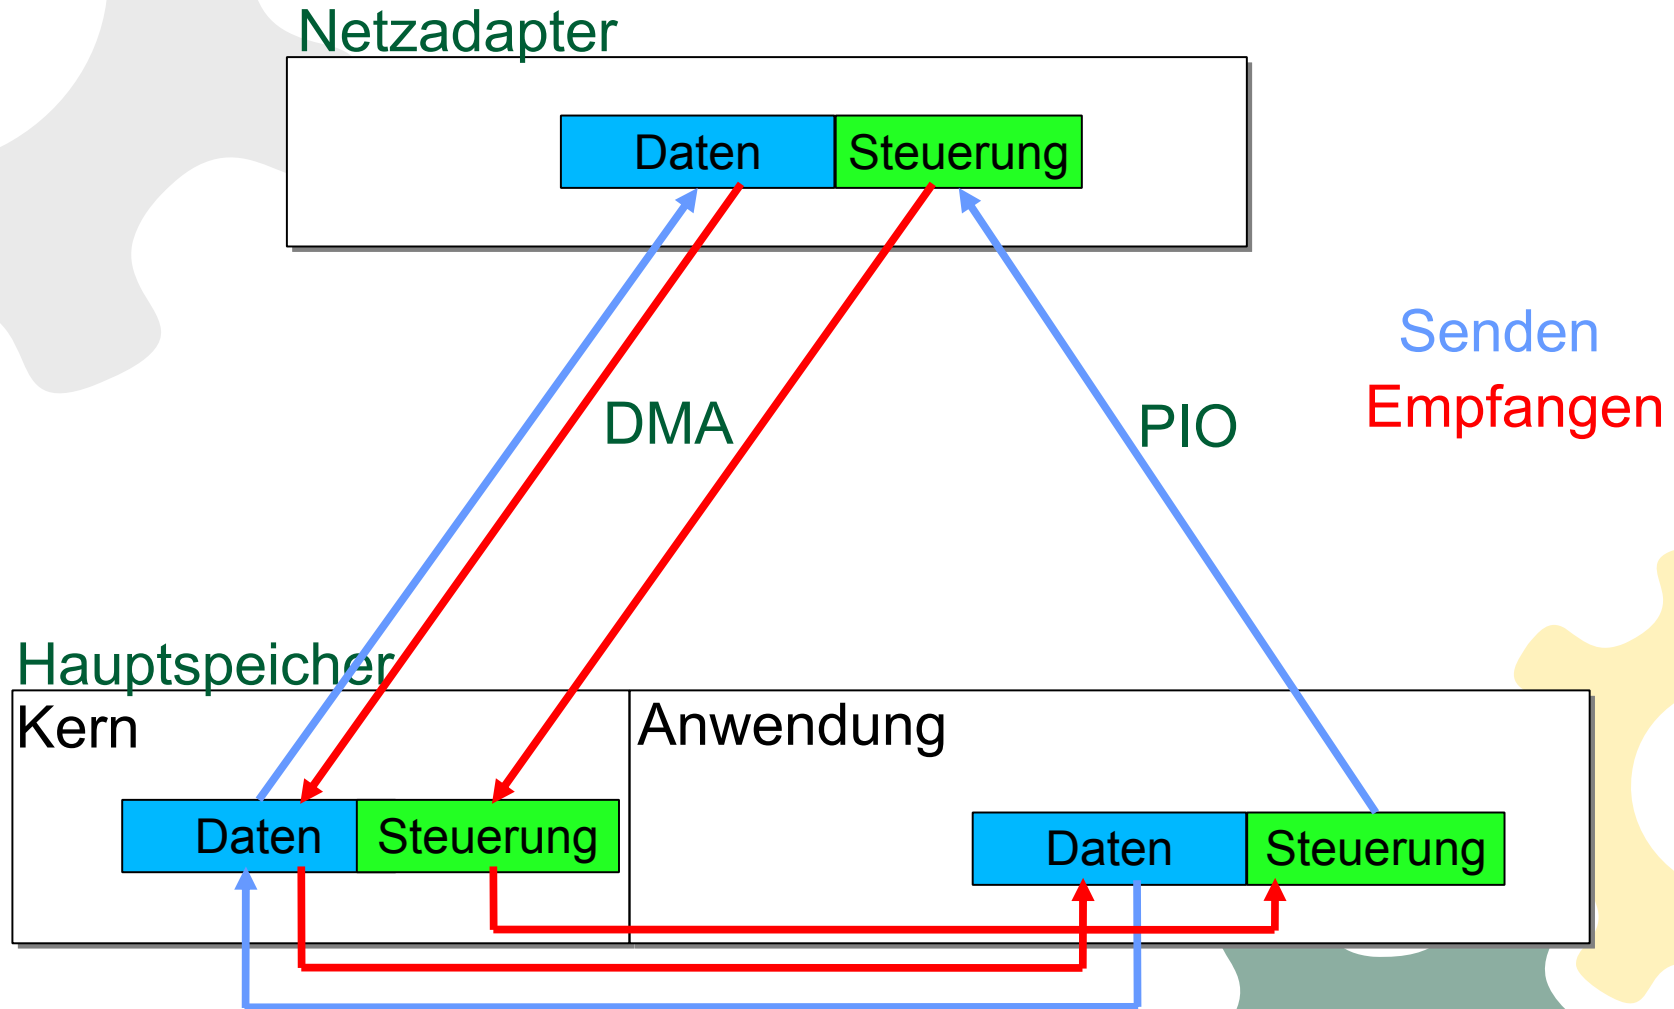 Netzadapter
Daten
Steuerung
Senden
Empfangen
DMA
PIO
Hauptspeicher
Kern
Anwendung
Daten
Steuerung
Daten
Steuerung